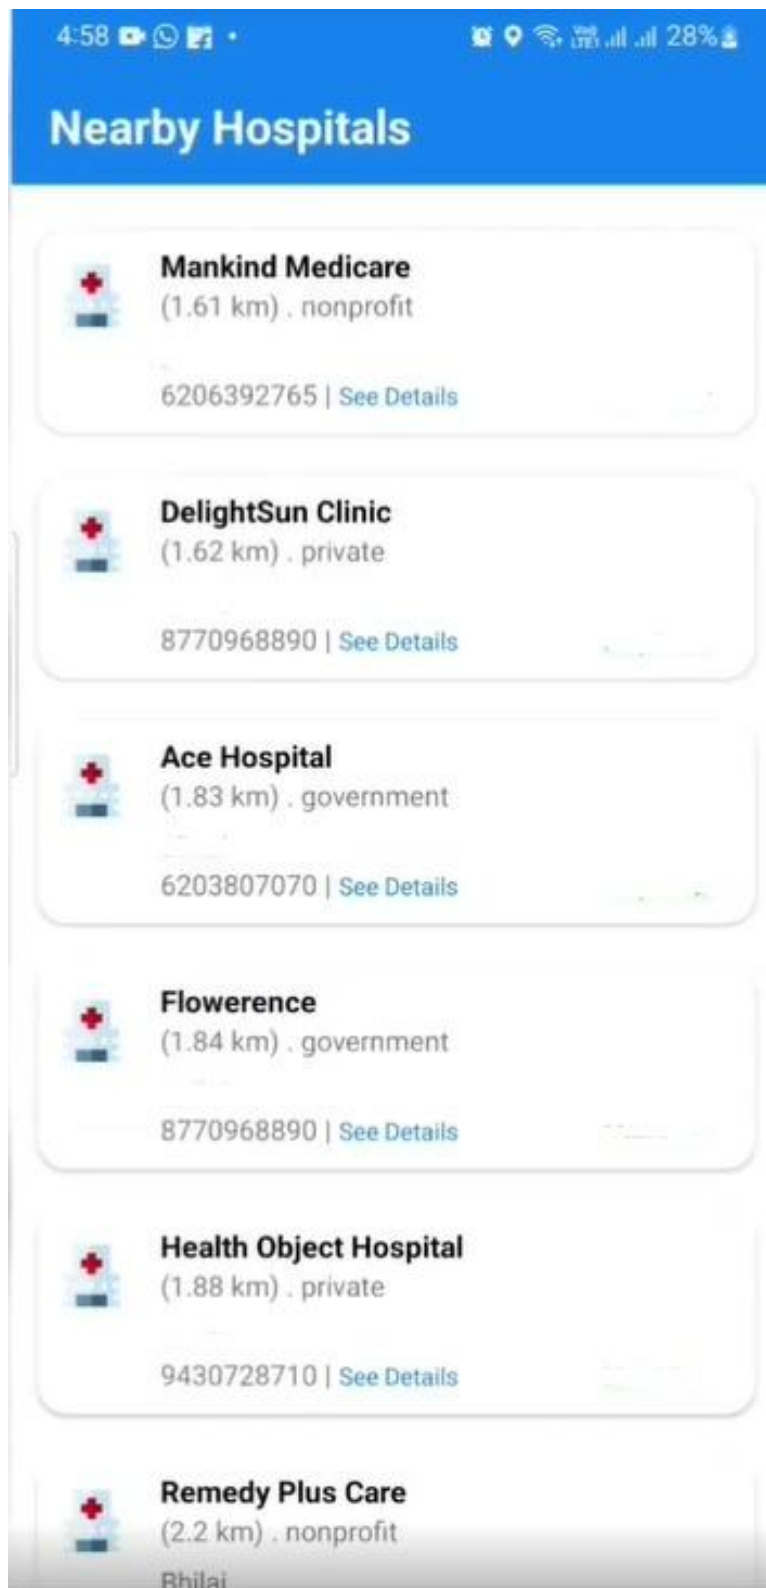 4:58
28%
Nearby Hospitals
Mankind Medicare
(1.61 km) . nonprofit
6206392765 | See Details
DelightSun Clinic
(1.62 km) . private
8770968890 | See Details
Ace Hospital
(1.83 km) . government
6203807070 | See Details
Flowerence
(1.84 km) . government
8770968890 | See Details
Health Object Hospital
(1.88 km) . private
9430728710 | See Details
Remedy Plus Care
(2.2 km) . nonprofit
Bhilai